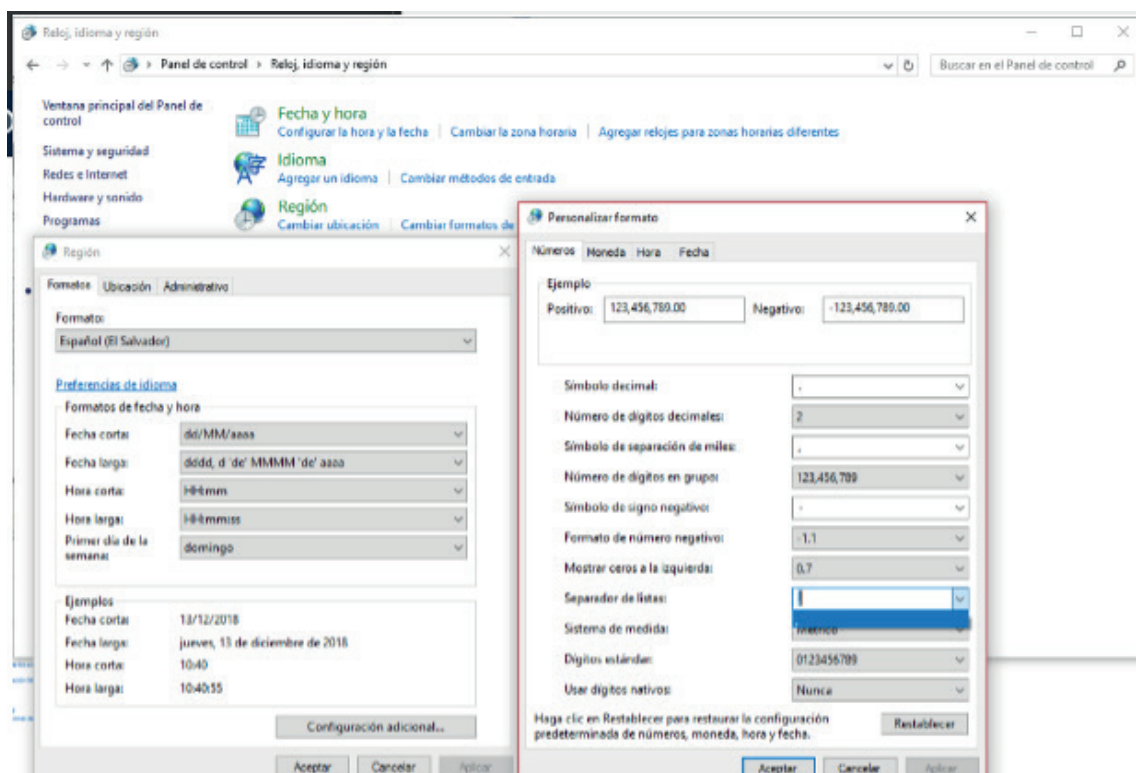 Reloj, idioma y región
Panel de control › Reloj, idioma y región
Buscar en el Panel de control
Ventana principal del Panel de
control
Sistema y seguridad
Redes e Internet
Hardware y sonido
Programas
Fecha y hora
Configurar la hora y la fecha | Cambiar la zona horaria | Agregar relojes para zonas horarias diferentes
Idioma
Agregar un idioma | Cambiar métodos de entrada
Región
Cambiar ubicación | Cambiar formatos de
Región
Formatos Ubicación Administrativo
Formato:
Español (El Salvador)
Preferencias de idioma
Formatos de fecha y hora
Fecha corta: dd/MM/aaaa
Fecha larga: dddd, d 'de' MMMM 'de' aaaa
Hora corta: HH:mm
Hora larga: HH:mm:ss
Primer día de la
semana: domingo
Ejemplos
Fecha corta: 13/12/2018
Fecha larga: jueves, 13 de diciembre de 2018
Hora corta: 10:40
Hora larga: 10:40:55
Configuración adicional...
Aceptar Cancelar Aplicar
Personalizar formato
Números Moneda Hora Fecha
Ejemplo
Positivo: 123,456,789.00 Negativo: -123,456,789.00
Símbolo decimal: .
Número de dígitos decimales: 2
Símbolo de separación de miles: ,
Número de dígitos en grupo: 123,456,789
Símbolo de signo negativo: -
Formato de número negativo: -1.1
Mostrar ceros a la izquierda: 0.7
Separador de listas:
Sistema de medida: Métrico
Dígitos estándar: 0123456789
Usar dígitos nativos: Nunca
Haga clic en Restablecer para restaurar la configuración
predeterminada de números, moneda, hora y fecha.
Restablecer
Aceptar Cancelar Aplicar